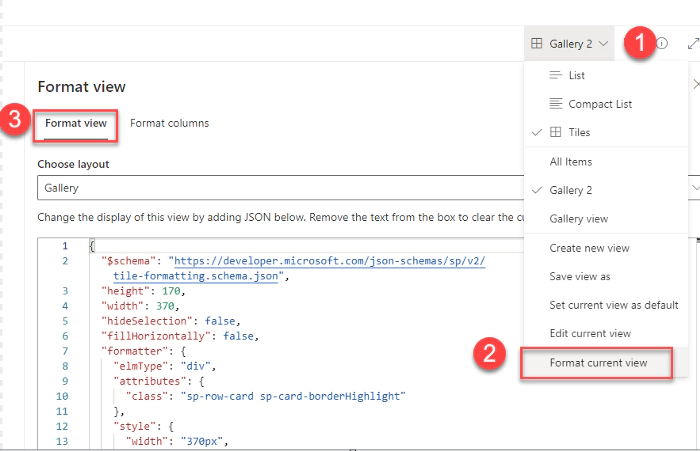 Gallery 2
1
List
Compact List
Tiles
All Items
Gallery 2
Gallery view
Create new view
Save view as
Set current view as default
Edit current view
2
Format current view
Format view
3
Format view Format columns
Choose layout
Gallery
Change the display of this view by adding JSON below. Remove the text from the box to clear the
1 {
2 "$schema": "https://developer.microsoft.com/json-schemas/sp/v2/
tile-formatting.schema.json",
3 "height": 170,
4 "width": 370,
5 "hideSelection": false,
6 "fillHorizontally": false,
7 "formatter": {
8 "elmType": "div",
9 "attributes": {
10 "class": "sp-row-card sp-card-borderHighlight"
11 },
12 "style": {
13 "width": "370px",